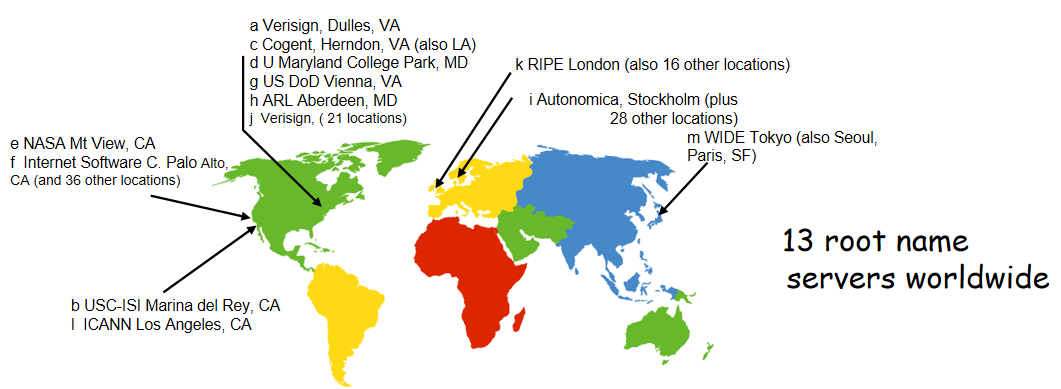 a Verisign, Dulles, VA
c Cogent, Herndon, VA (also LA)
d U Maryland College Park, MD
g US DoD Vienna, VA
h ARL Aberdeen, MD
j Verisign, ( 21 locations)
k RIPE London (also 16 other locations)
i Autonomica, Stockholm (plus
28 other locations)
m WIDE Tokyo (also Seoul,
Paris, SF)
e NASA Mt View, CA
f Internet Software C. Palo Alto,
CA (and 36 other locations)
13 root name
servers worldwide
b USC-ISI Marina del Rey, CA
l ICANN Los Angeles, CA